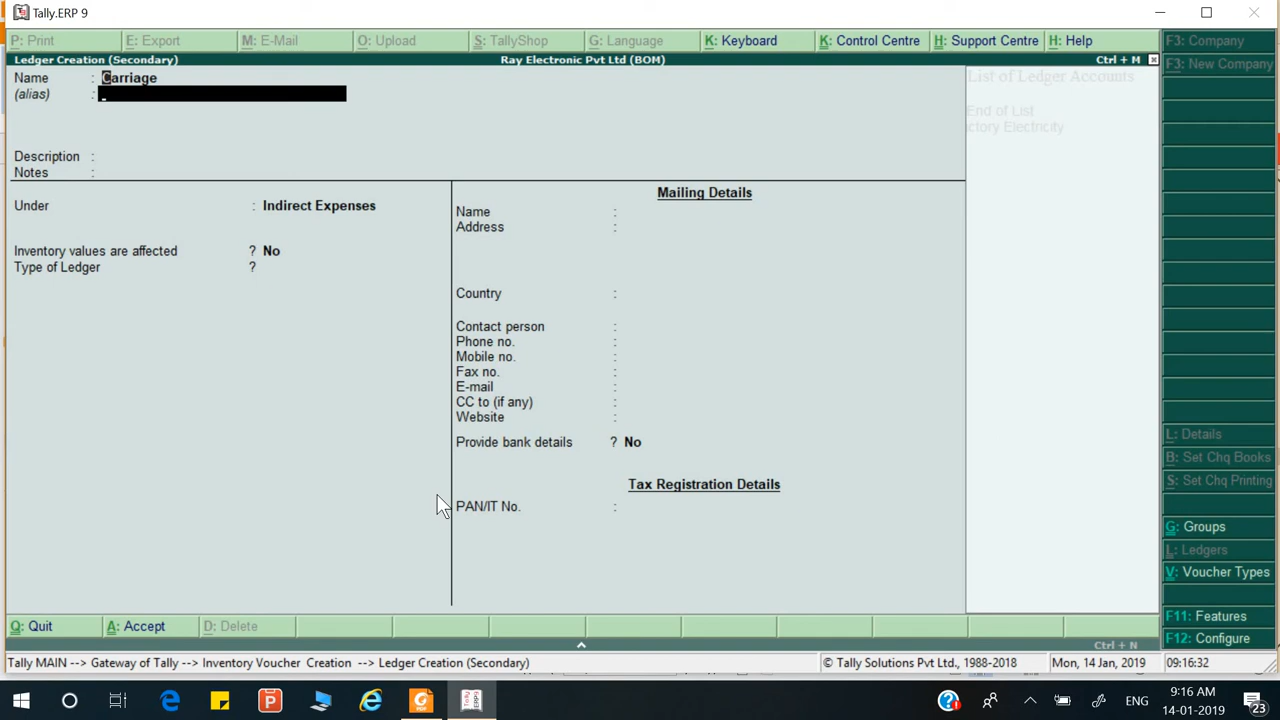 Tally.ERP 9
P: Print E: Export M: E-Mail O: Upload S: TallyShop G: Language K: Keyboard K: Control Centre H: Support Centre H: Help
F3: Company
F3: New Company
Ledger Creation (Secondary) Ray Electronic Pvt Ltd (BOM) Ctrl + M
Name : Carriage
(alias) :
List of Ledger Accounts
End of List
ctory Electricity
Description :
Notes :
Under : Indirect Expenses
Inventory values are affected ? No
Type of Ledger ?
Mailing Details
Name :
Address :
Country :
Contact person :
Phone no. :
Mobile no. :
Fax no. :
E-mail :
CC to (if any) :
Website :
Provide bank details ? No
Tax Registration Details
PAN/IT No. :
L: Details
B: Set Chq Books
S: Set Chq Printing
G: Groups
L: Ledgers
V: Voucher Types
F11: Features
F12: Configure
Q: Quit A: Accept D: Delete
Ctrl + N
Tally MAIN --> Gateway of Tally --> Inventory Voucher Creation --> Ledger Creation (Secondary) © Tally Solutions Pvt Ltd., 1988-2018 Mon, 14 Jan, 2019 09:16:32
ENG
9:16 AM
14-01-2019
23